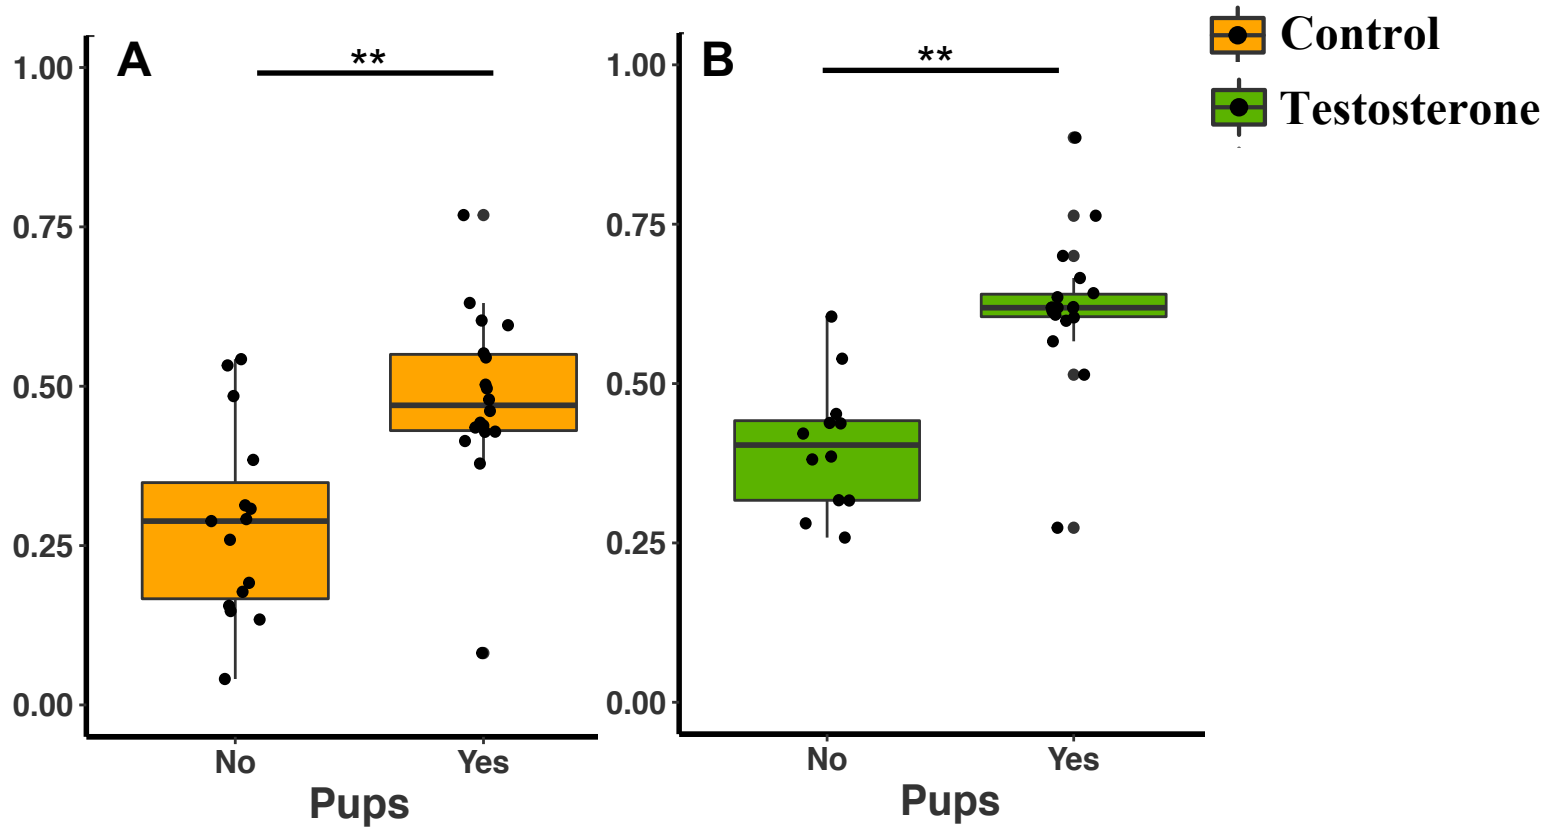 A
**
1.00
0.75
0.50
0.25
0.00
No
Yes
Pups
B
**
1.00
0.75
0.50
0.25
0.00
No
Yes
Pups
Control
Testosterone